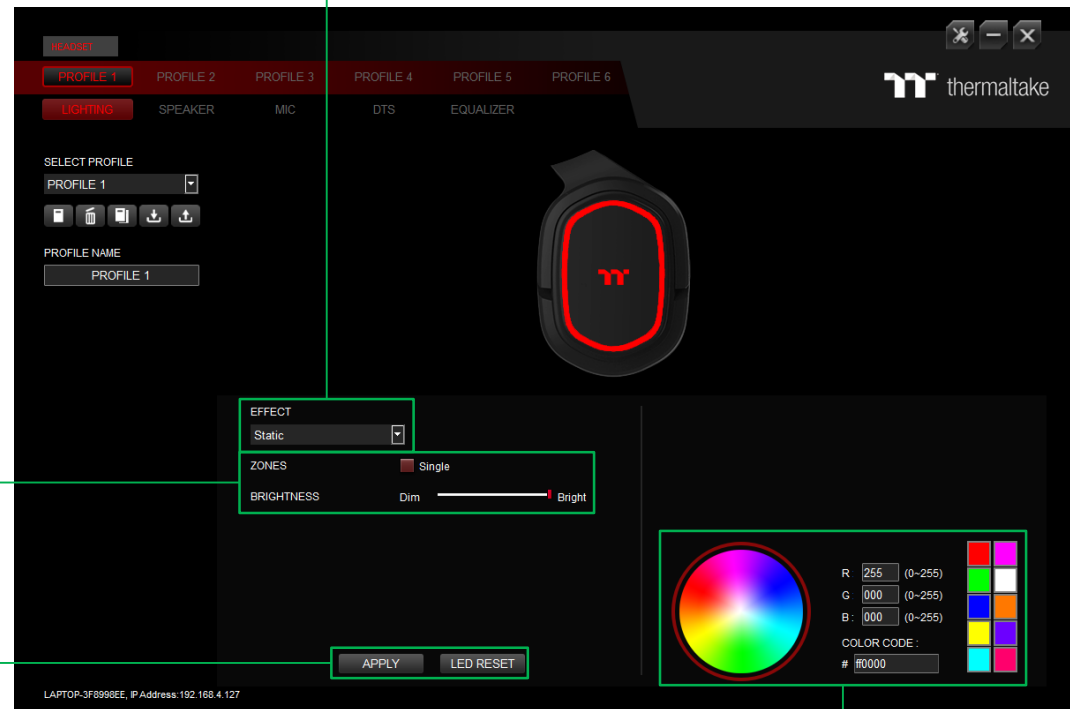 HEADSET
PROFILE 1 PROFILE 2 PROFILE 3 PROFILE 4 PROFILE 5 PROFILE 6
thermaltake
LIGHTING SPEAKER MIC DTS EQUALIZER
SELECT PROFILE
PROFILE 1
PROFILE NAME
PROFILE 1
EFFECT
Static
ZONES Single
BRIGHTNESS Dim Bright
R 255 (0~255)
G 000 (0~255)
B: 000 (0~255)
COLOR CODE :
# ff0000
APPLY LED RESET
LAPTOP-3F8998EE, IP Address:192.168.4.127